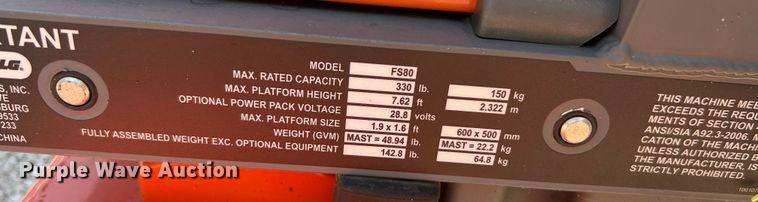 RTANT
JLG
S, INC.
SBURG
9533
233
CHINA
MODEL FS80
MAX. RATED CAPACITY 330 lb. 150 kg
MAX. PLATFORM HEIGHT 7.62 ft 2.322 m
OPTIONAL POWER PACK VOLTAGE 28.8 volts
MAX. PLATFORM SIZE 1.9 x 1.6 ft 600 x 500 mm
WEIGHT (GVM) MAST = 48.94 lb. MAST = 22.2 kg
FULLY ASSEMBLED WEIGHT EXC. OPTIONAL EQUIPMENT 142.8 lb. 64.8 kg
THIS MACHINE MEE
EXCEEDS THE REQU
MENTS OF SECTION
ANSI/SIA A92.3-2006. M
CATION OF THE MACHIN
UNLESS AUTHORIZED B
THE MANUFACTURER, IS
STRICTLY PROHIBITED.
Purple Wave Auction